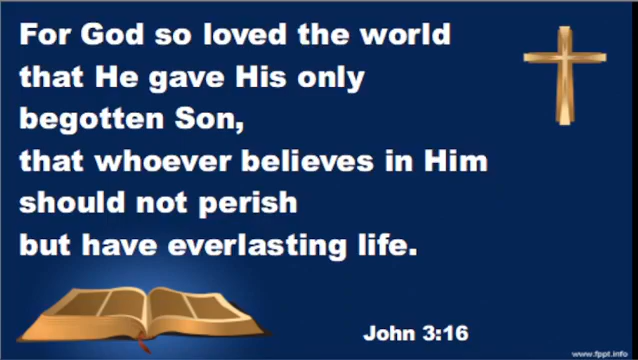 For God so loved the world
that He gave His only
begotten Son,
that whoever believes in Him
should not perish
but have everlasting life.
John 3:16
www.fppt.info